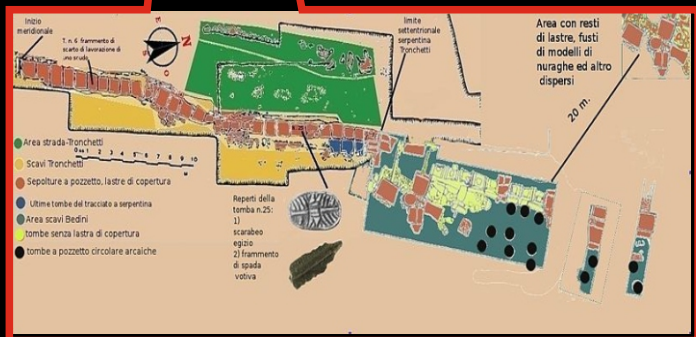 Inizio
meridionale
T. n. 6 frammento di
scarto di lavorazione di
uno scudo
N
limite
settentrionale
serpentina
Tronchetti
Area con resti
di lastre, fusti
di modelli di
nuraghe ed altro
dispersi
20 m.
Area strada-Tronchetti
Scavi Tronchetti
Sepolture a pozzetto, lastre di copertura
Ultime tombe del tracciato a serpentina
Area scavi Bedini
tombe senza lastra di copertura
tombe a pozzetto circolare arcaiche
Reperti della
tomba n.25:
1)
scarabeo
egizio
2) frammento
di spada
votiva